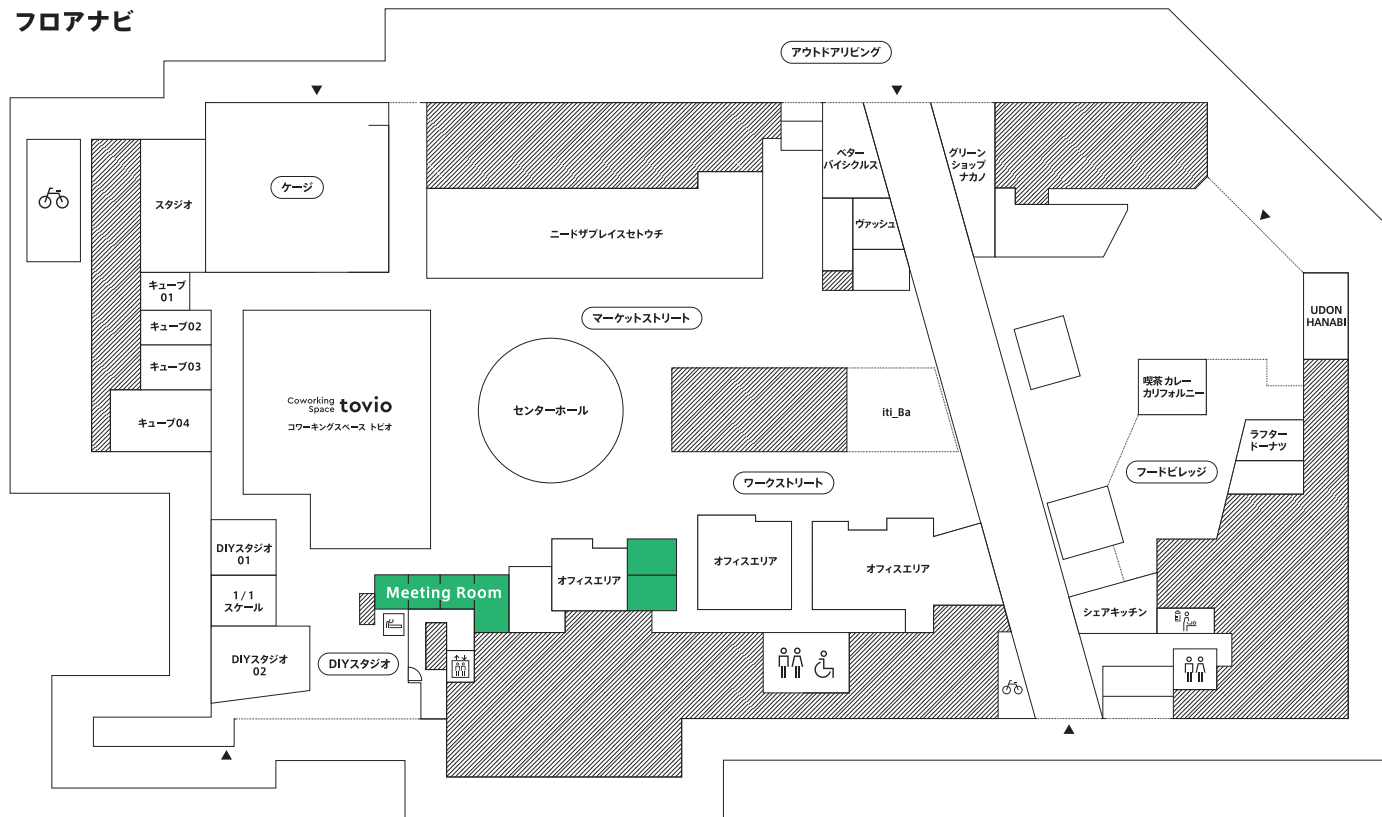 フロアナビ
アウトドアリビング
ケージ
スタジオ
ベター
バイシクルス
グリーン
ショップ
ナカノ
ヴァッシュ
ニードザプレイスセトウチ
キューブ
01
キューブ02
キューブ03
キューブ04
マーケットストリート
UDON
HANABI
Coworking
Space tovio
コワーキングスペース トビオ
センターホール
iti_Ba
喫茶 カレー
カリフォルニー
ラフター
ドーナツ
フードビレッジ
ワークストリート
DIYスタジオ
01
1/1
スケール
DIYスタジオ
02
DIYスタジオ
Meeting Room
オフィスエリア
オフィスエリア
オフィスエリア
シェアキッチン